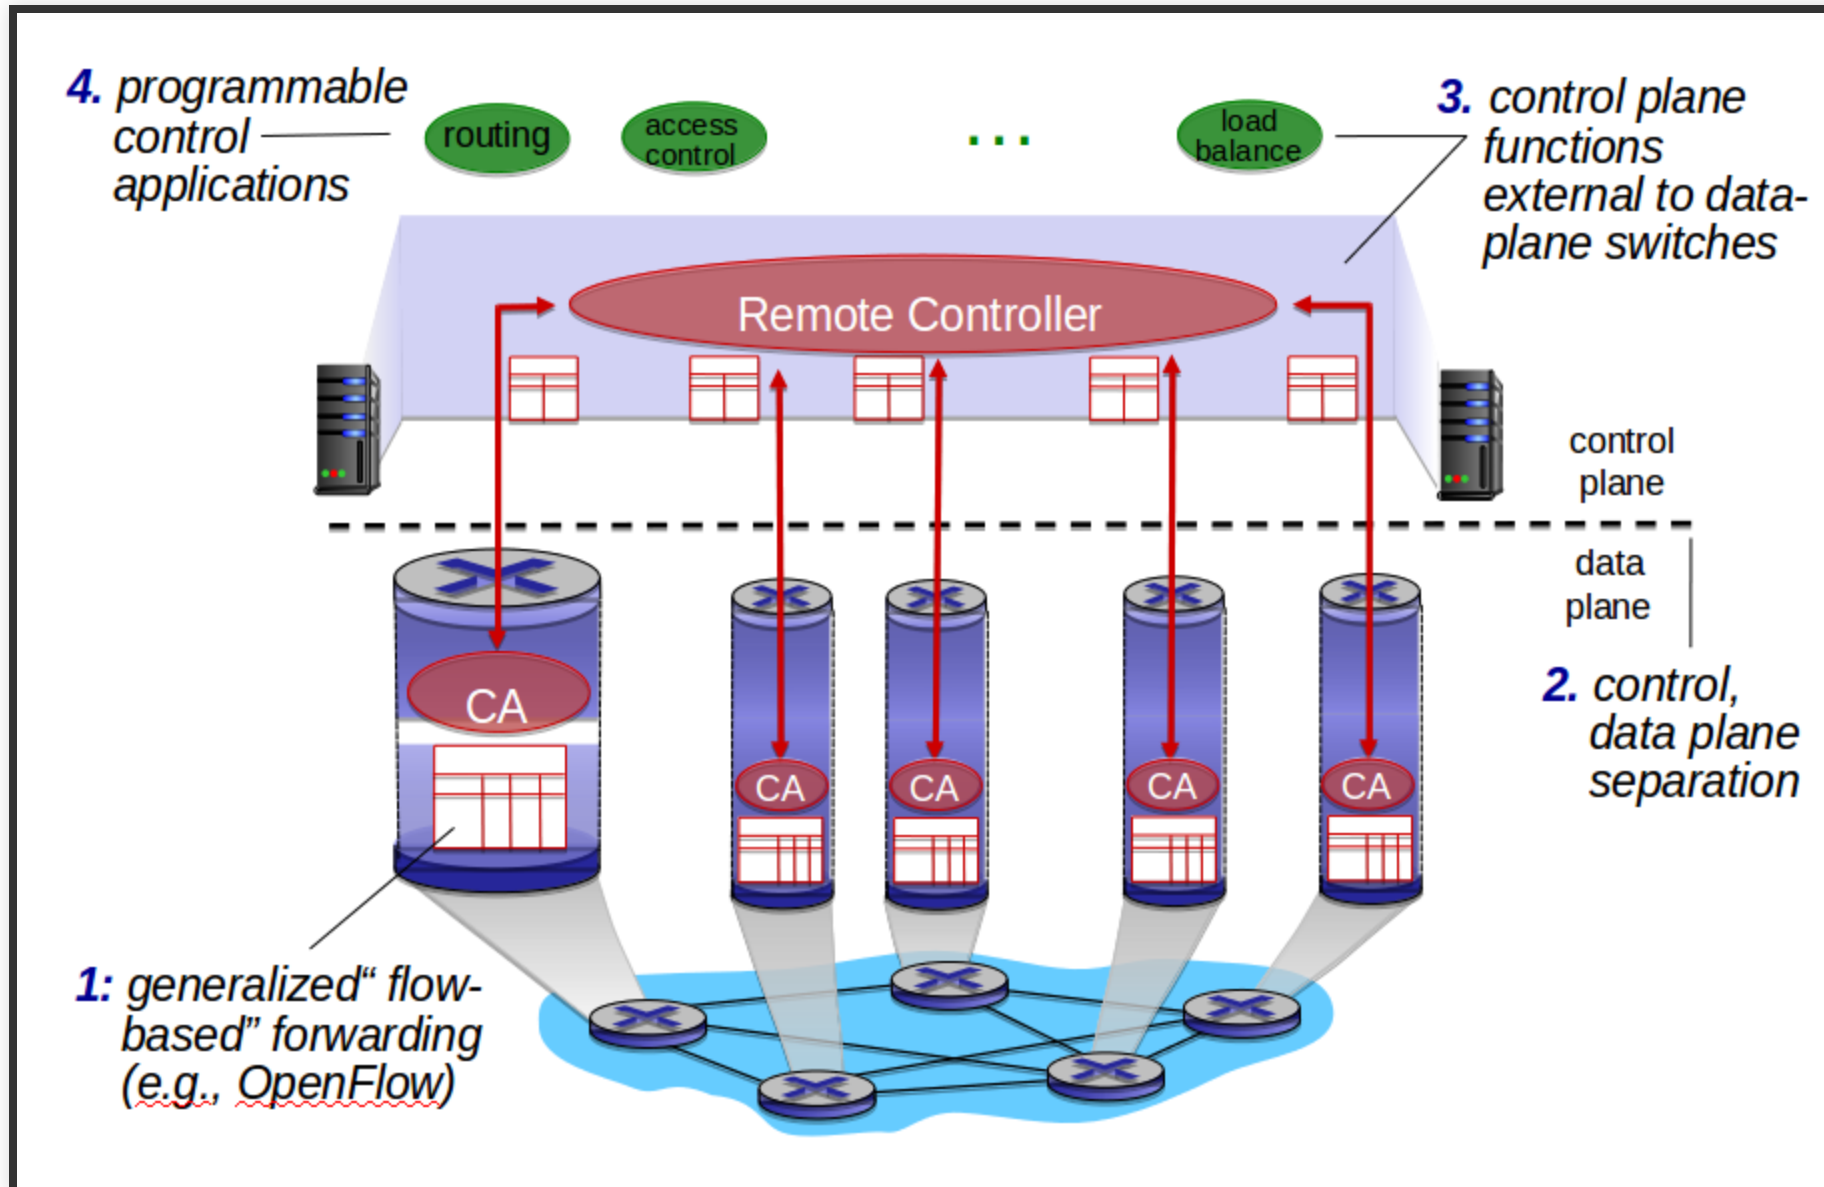 4. programmable
control
applications
routing
access
control
...
load
balance
3. control plane
functions
external to data-
plane switches
Remote Controller
control
plane
data
plane
CA
CA
CA
CA
CA
2. control,
data plane
separation
1: generalized“ flow-
based” forwarding
(e.g., OpenFlow)